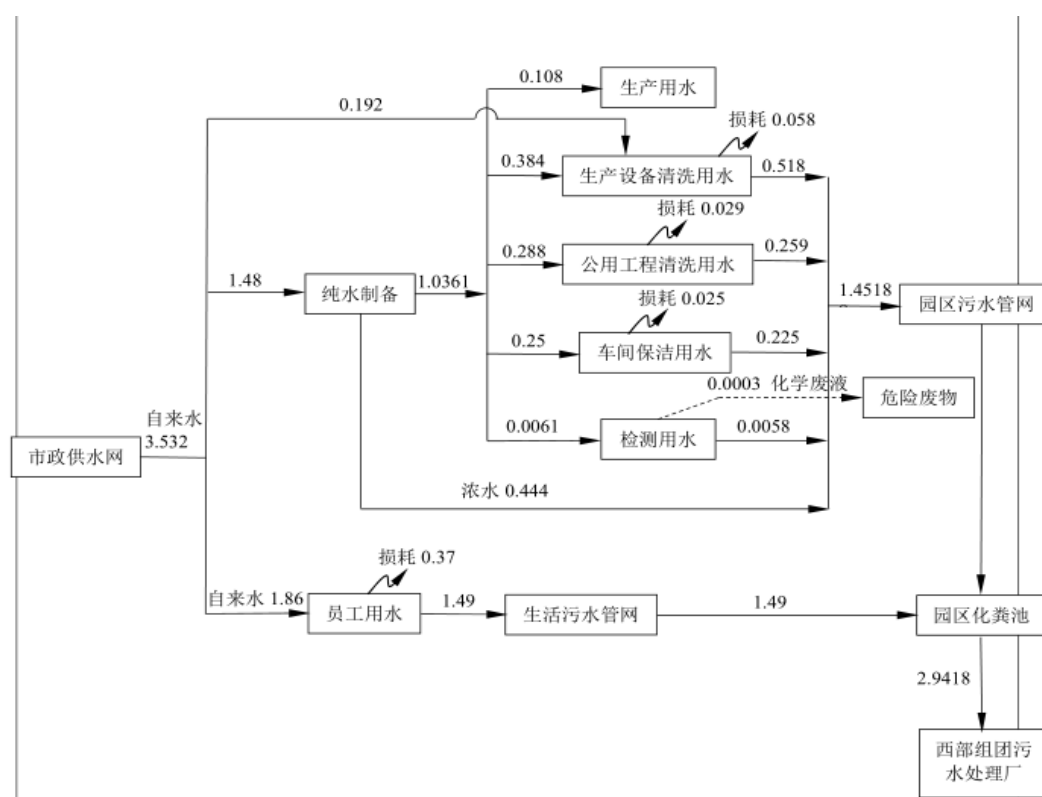 0.108
生产用水
0.192
损耗 0.058
0.384
生产设备清洗用水
0.518
损耗 0.029
0.288
公用工程清洗用水
0.259
1.48
纯水制备
1.0361
损耗 0.025
1.4518
园区污水管网
0.25
车间保洁用水
0.225
0.0003 化学废液
危险废物
自来水
3.532
市政供水网
0.0061
检测用水
0.0058
浓水 0.444
损耗 0.37
自来水 1.86
员工用水
1.49
生活污水管网
1.49
园区化粪池
2.9418
西部组团污
水处理厂